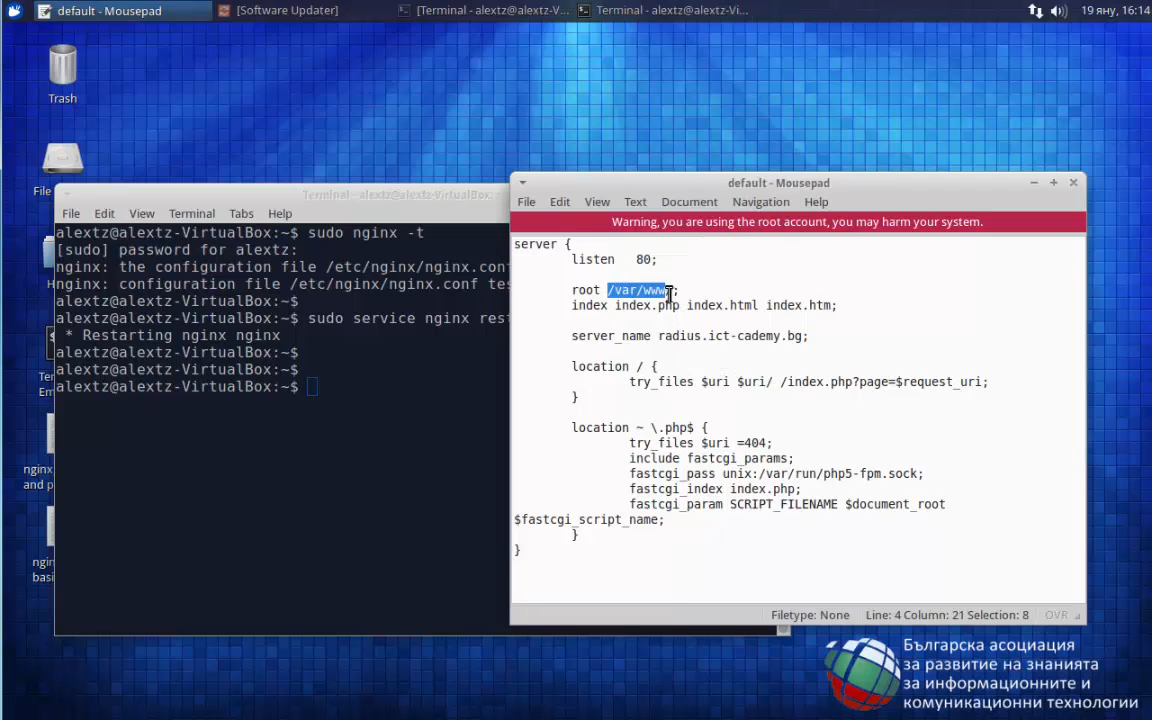 default - Mousepad
[Software Updater]
[Terminal - alextz@alextz-V...
Terminal - alextz@alextz-Vi...
19 яну, 16:14
Trash
File
Terminal - alextz@alextz-VirtualBox:
File Edit View Terminal Tabs Help
alextz@alextz-VirtualBox:~$ sudo nginx -t
[sudo] password for alextz:
nginx: the configuration file /etc/nginx/nginx.conf
nginx: configuration file /etc/nginx/nginx.conf tes
alextz@alextz-VirtualBox:~$
alextz@alextz-VirtualBox:~$ sudo service nginx rest
* Restarting nginx nginx
alextz@alextz-VirtualBox:~$
alextz@alextz-VirtualBox:~$
alextz@alextz-VirtualBox:~$
H
Ter
Em
nginx
and p
ngin
basi
default - Mousepad
File Edit View Text Document Navigation Help
Warning, you are using the root account, you may harm your system.
server {
listen 80;
root /var/www;
index index.php index.html index.htm;
server_name radius.ict-cademy.bg;
location / {
try_files $uri $uri/ /index.php?page=$request_uri;
}
location ~ \.php$ {
try_files $uri =404;
include fastcgi_params;
fastcgi_pass unix:/var/run/php5-fpm.sock;
fastcgi_index index.php;
fastcgi_param SCRIPT_FILENAME $document_root
$fastcgi_script_name;
}
}
Filetype: None Line: 4 Column: 21 Selection: 8 OVR
Българска асоциация
за развитие на знанията
за информационните и
комуникационни технологии